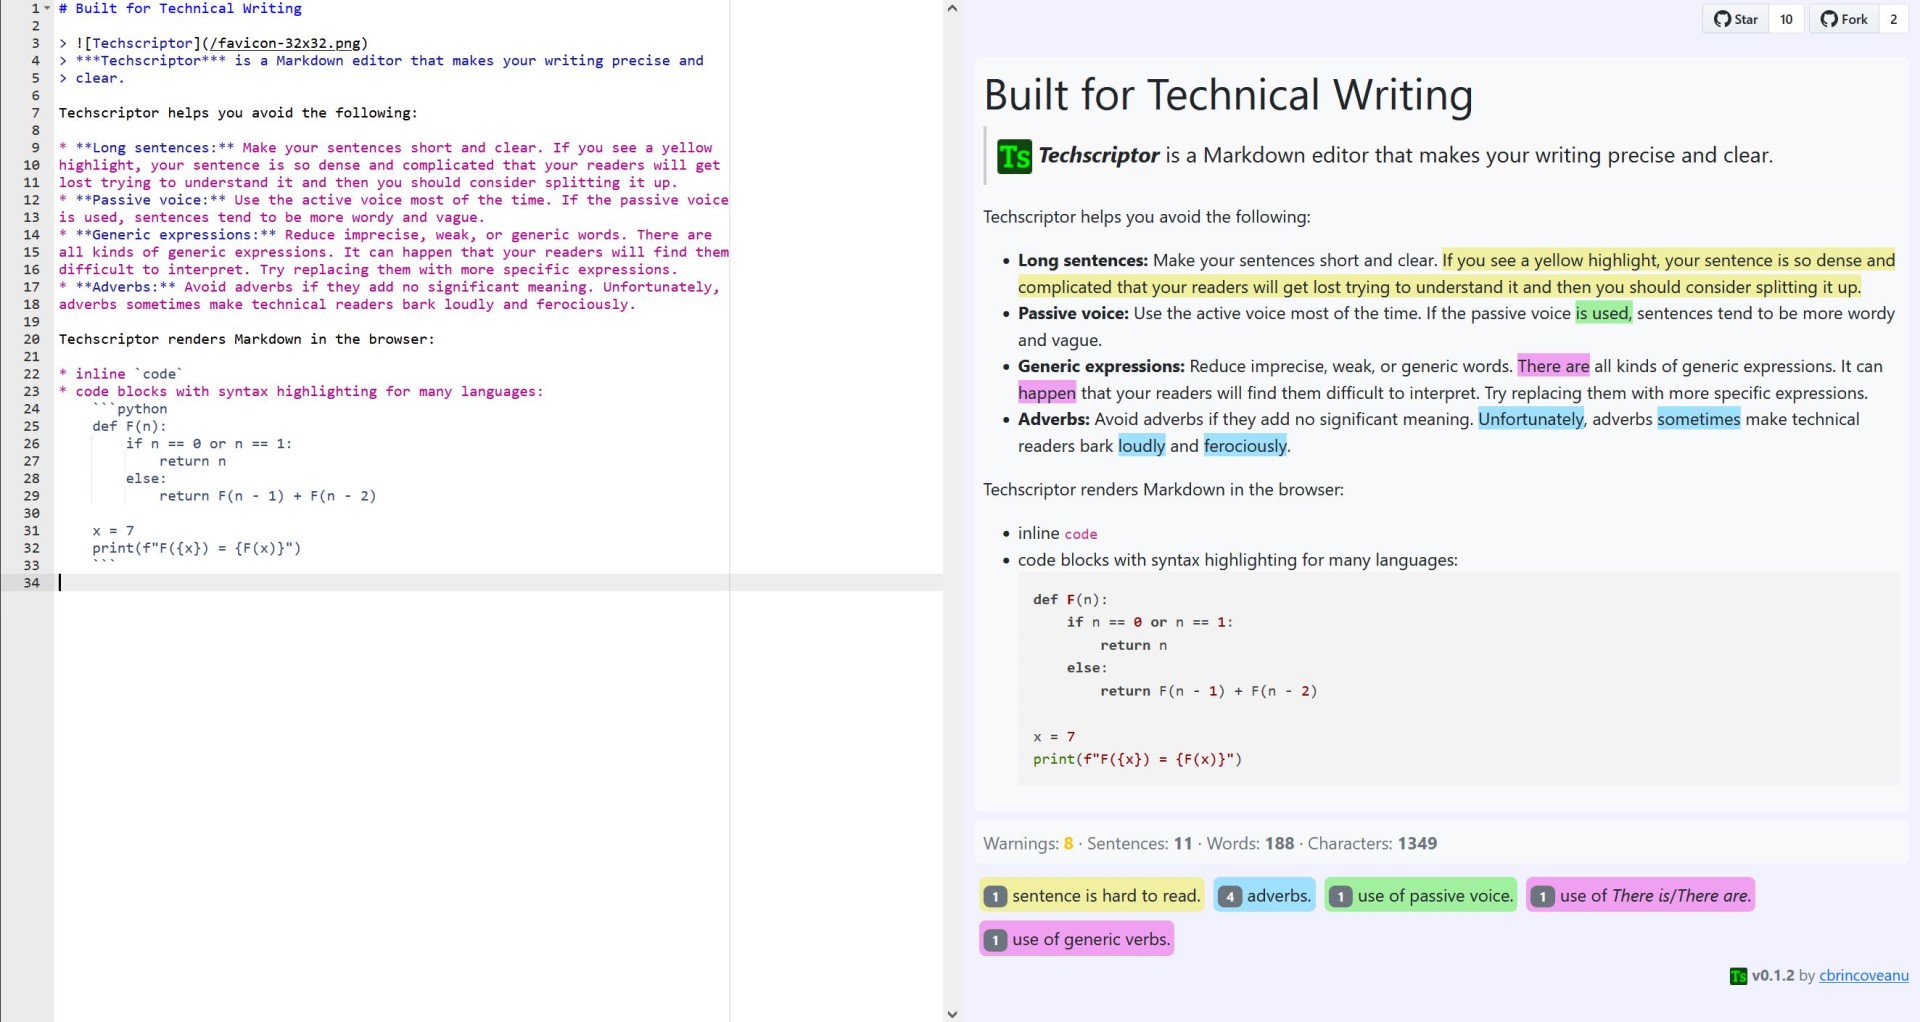 1 # Built for Technical Writing
2
3 > ![Techscriptor](/favicon-32x32.png)
4 > ***Techscriptor*** is a Markdown editor that makes your writing precise and
5 > clear.
6
7 Techscriptor helps you avoid the following:
8
9 * **Long sentences:** Make your sentences short and clear. If you see a yellow
10 highlight, your sentence is so dense and complicated that your readers will get
11 lost trying to understand it and then you should consider splitting it up.
12 * **Passive voice:** Use the active voice most of the time. If the passive voice
13 is used, sentences tend to be more wordy and vague.
14 * **Generic expressions:** Reduce imprecise, weak, or generic words. There are
15 all kinds of generic expressions. It can happen that your readers will find them
16 difficult to interpret. Try replacing them with more specific expressions.
17 * **Adverbs:** Avoid adverbs if they add no significant meaning. Unfortunately,
18 adverbs sometimes make technical readers bark loudly and ferociously.
19
20 Techscriptor renders Markdown in the browser:
21
22 * inline `code`
23 * code blocks with syntax highlighting for many languages:
24     ```python
25     def F(n):
26         if n == 0 or n == 1:
27             return n
28         else:
29             return F(n - 1) + F(n - 2)
30
31     x = 7
32     print(f"F({x}) = {F(x)}")
33     ```
34
Star 10 Fork 2
Built for Technical Writing
Ts Techscriptor is a Markdown editor that makes your writing precise and clear.
Techscriptor helps you avoid the following:
• Long sentences: Make your sentences short and clear. If you see a yellow highlight, your sentence is so dense and
complicated that your readers will get lost trying to understand it and then you should consider splitting it up.
• Passive voice: Use the active voice most of the time. If the passive voice is used, sentences tend to be more wordy
and vague.
• Generic expressions: Reduce imprecise, weak, or generic words. There are all kinds of generic expressions. It can
happen that your readers will find them difficult to interpret. Try replacing them with more specific expressions.
• Adverbs: Avoid adverbs if they add no significant meaning. Unfortunately, adverbs sometimes make technical
readers bark loudly and ferociously.
Techscriptor renders Markdown in the browser:
• inline code
• code blocks with syntax highlighting for many languages:
def F(n):
    if n == 0 or n == 1:
        return n
    else:
        return F(n - 1) + F(n - 2)
x = 7
print(f"F({x}) = {F(x)}")
Warnings: 8 · Sentences: 11 · Words: 188 · Characters: 1349
1 sentence is hard to read. 4 adverbs. 1 use of passive voice. 1 use of There is/There are.
1 use of generic verbs.
Ts v0.1.2 by cbrincoveanu